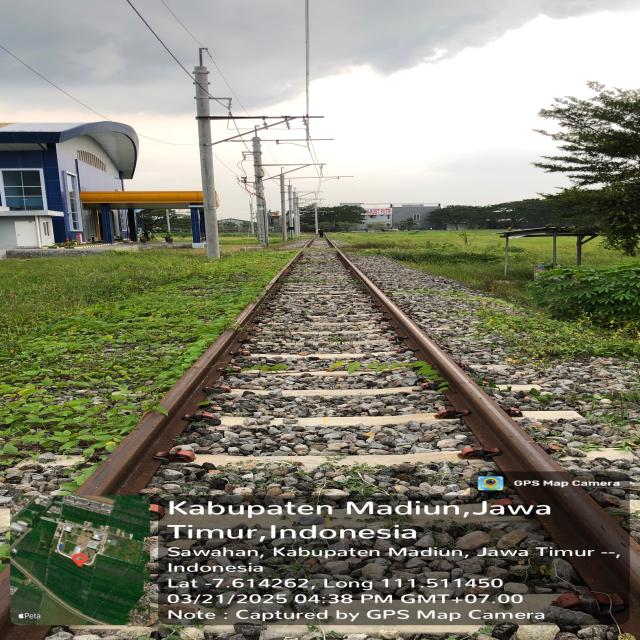 GPS Map Camera
Kabupaten Madiun,Jawa
Timur,Indonesia
Sawahan, Kabupaten Madiun, Jawa Timur --,
Indonesia
Lat -7.614262, Long 111.511450
03/21/2025 04:38 PM GMT+07.00
Note : Captured by GPS Map Camera
Peta